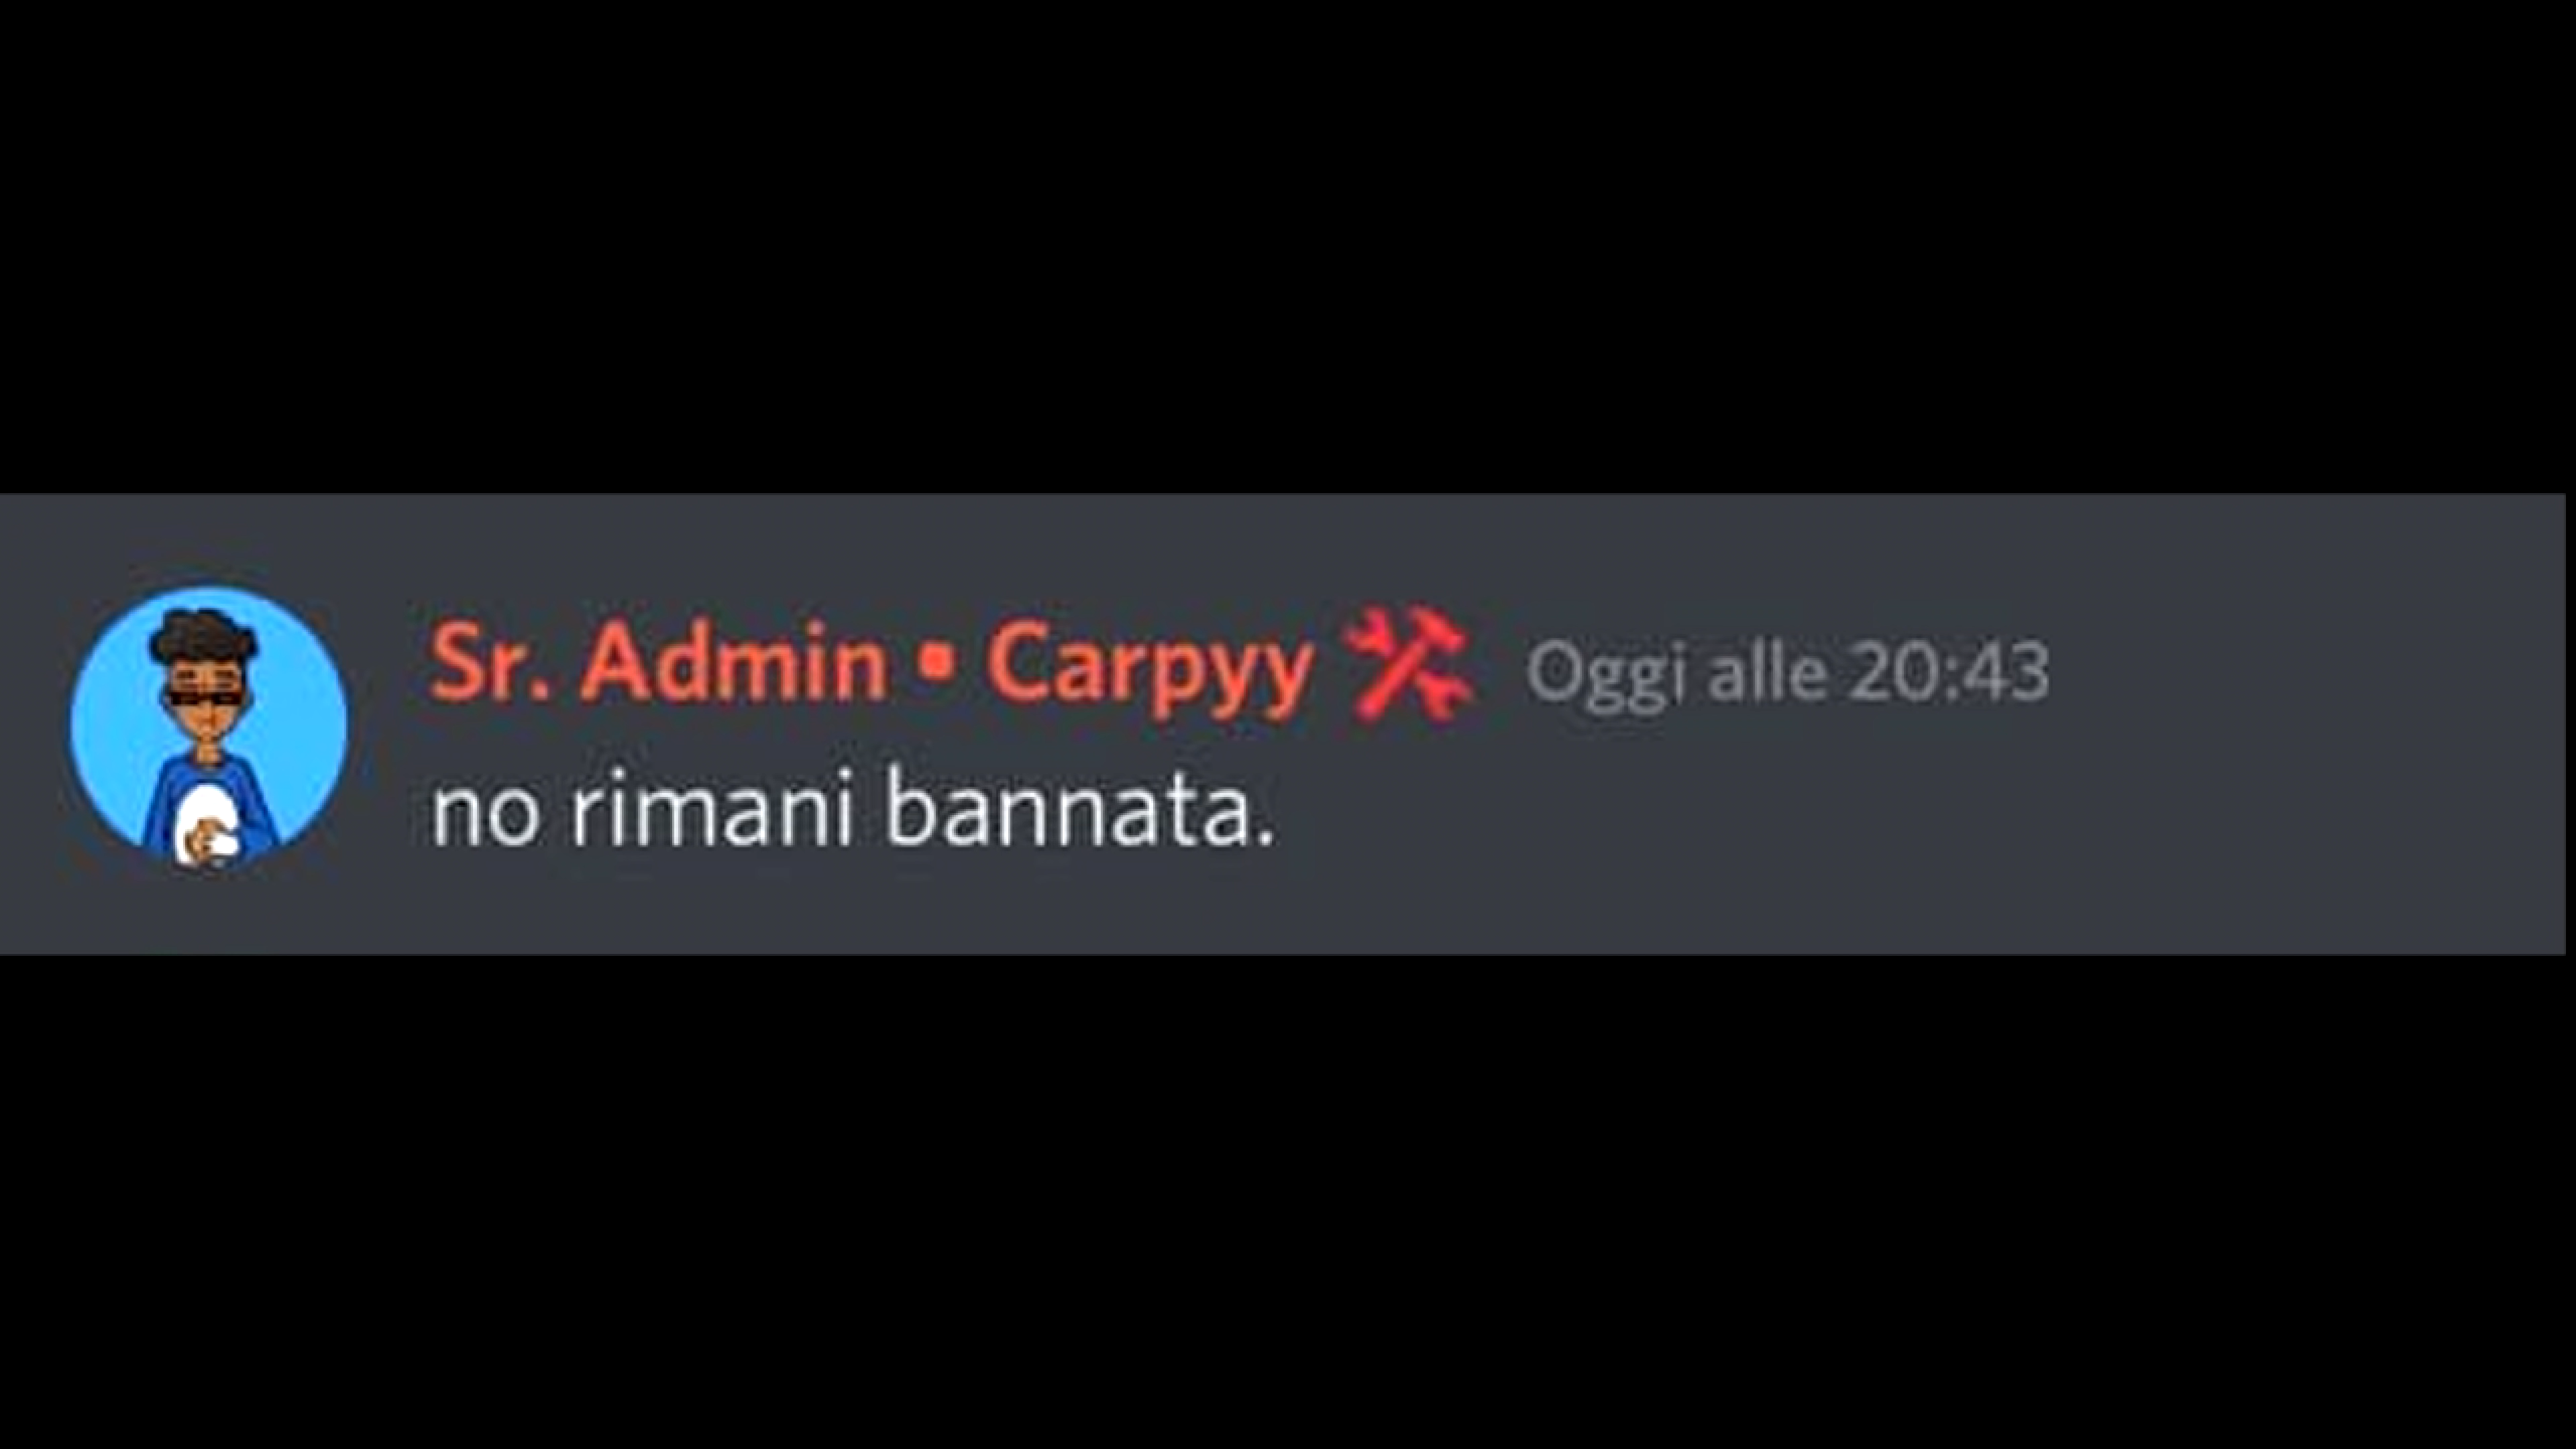 Sr. Admin • Carpyy 🛠 Oggi alle 20:43
no rimani bannata.